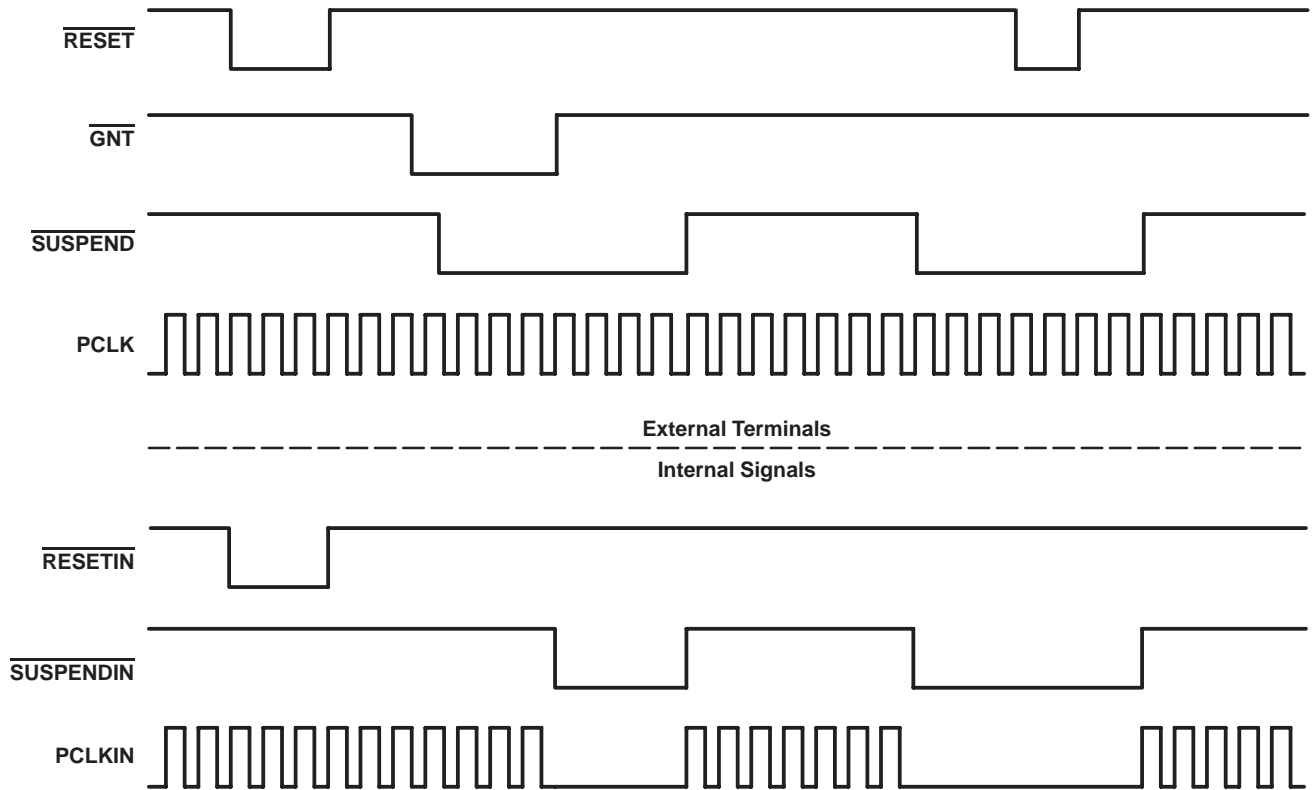 RESET
GNT
SUSPEND
PCLK
External Terminals
Internal Signals
RESETIN
SUSPENDIN
PCLKIN